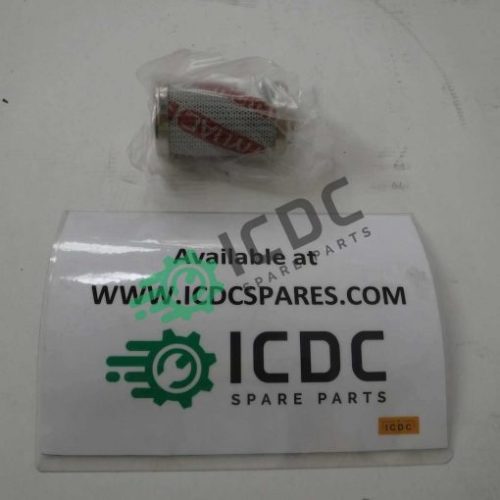 ICDC
SPARE PARTS
Available at
WWW.ICDCSPARES.COM
ICDC
SPARE PARTS
ICDC